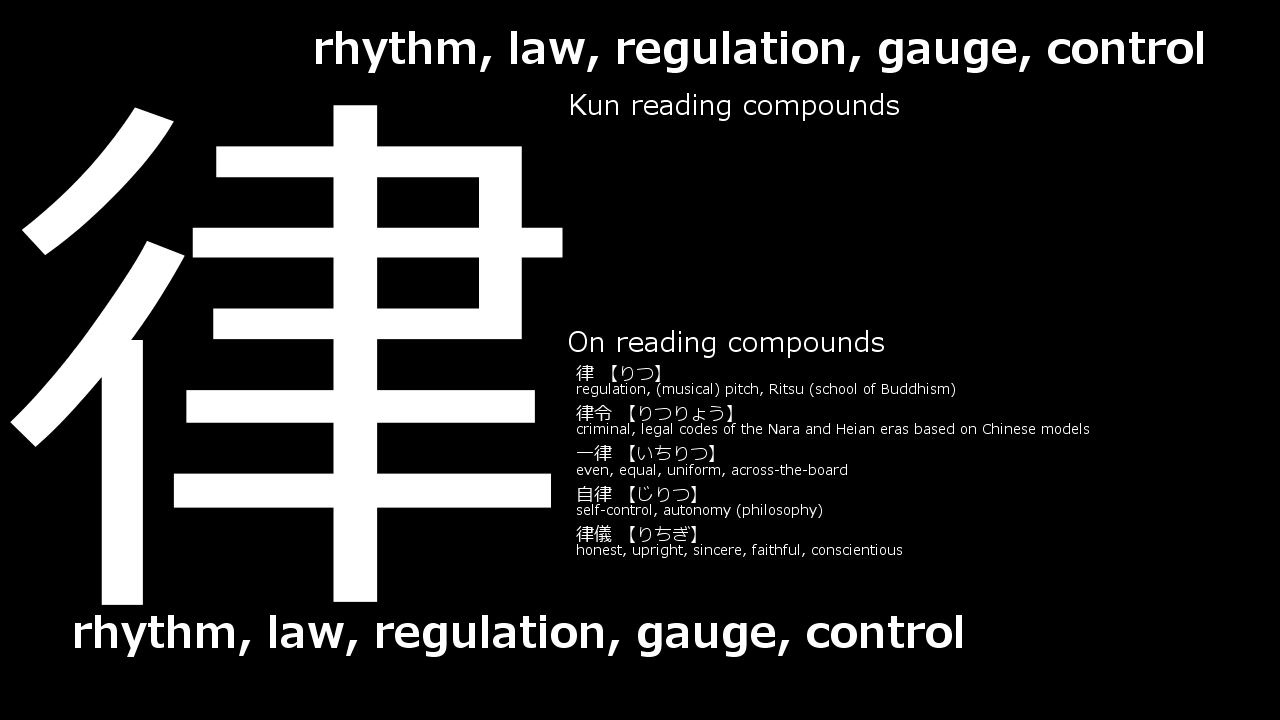 rhythm, law, regulation, gauge, control
律
Kun reading compounds
On reading compounds
律 【りつ】
regulation, (musical) pitch, Ritsu (school of Buddhism)
律令 【りつりょう】
criminal, legal codes of the Nara and Heian eras based on Chinese models
一律 【いちりつ】
even, equal, uniform, across-the-board
自律 【じりつ】
self-control, autonomy (philosophy)
律儀 【りちぎ】
honest, upright, sincere, faithful, conscientious
rhythm, law, regulation, gauge, control